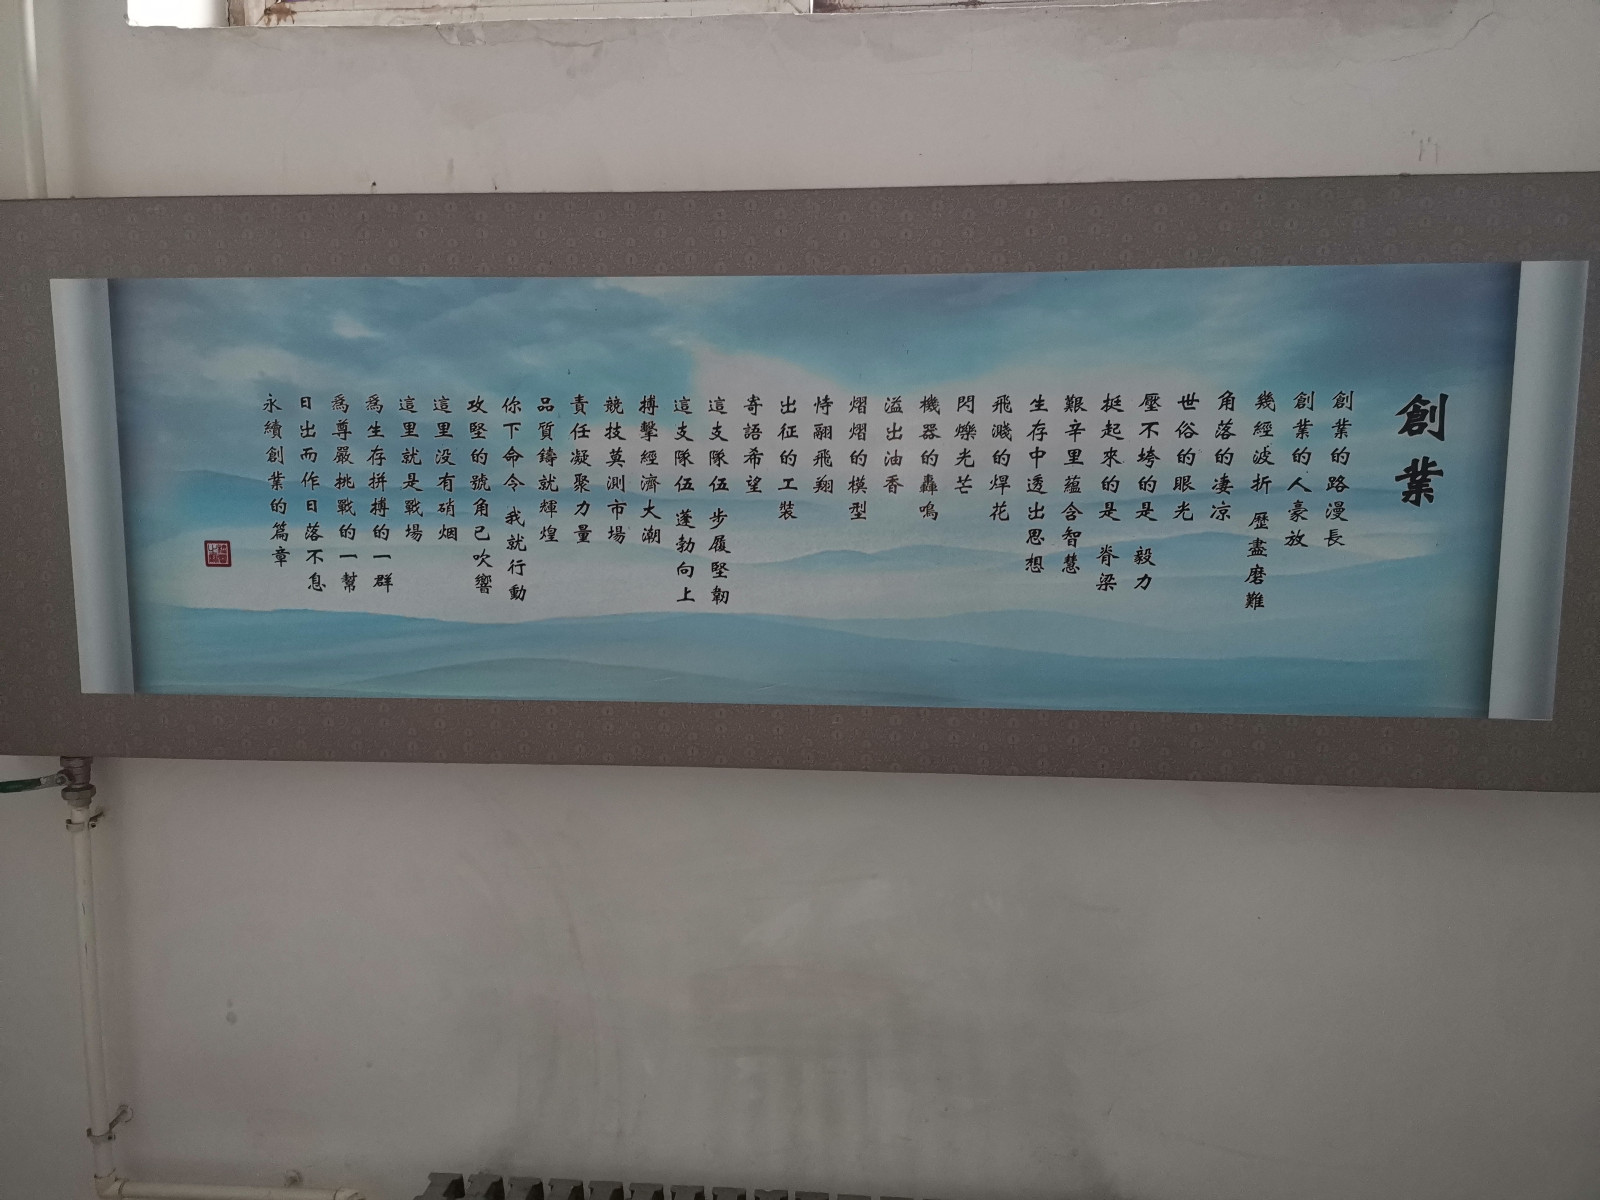 創業
創業的路漫長
創業的人豪放
幾經波折 歷盡磨難
角落的凄凉
世俗的眼光
壓不垮的是 毅力
挺起來的是 脊梁
艱辛里蘊含智慧
生存中透出思想
飛濺的焊花
閃爍光芒
機器的轟鳴
溢出油香
熠熠的模型
恃翮飛翔
出征的工裝
寄語希望
這支隊伍 步履堅韌
這支隊伍 蓬勃向上
搏擊經濟大潮
競技莫測市場
責任凝聚力量
品質鑄就輝煌
你下命令 我就行動
攻堅的號角已吹響
這里没有硝烟
這里就是戰場
爲生存拼搏的一群
爲尊嚴挑戰的一幫
日出而作日落不息
永續創業的篇章